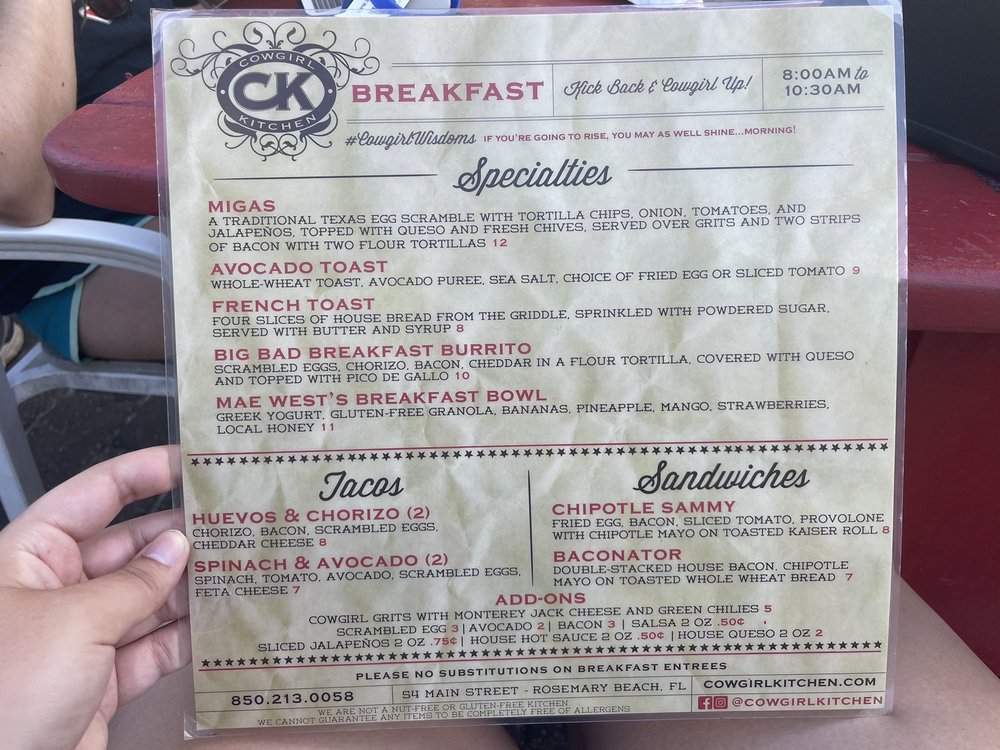 COWGIRL
CK
KITCHEN
BREAKFAST
Kick Back & Cowgirl Up!
8:00AM to
10:30AM
#CowgirlWisdoms IF YOU'RE GOING TO RISE, YOU MAY AS WELL SHINE...MORNING!
Specialties
MIGAS
A TRADITIONAL TEXAS EGG SCRAMBLE WITH TORTILLA CHIPS, ONION, TOMATOES, AND
JALAPEÑOS, TOPPED WITH QUESO AND FRESH CHIVES, SERVED OVER GRITS AND TWO STRIPS
OF BACON WITH TWO FLOUR TORTILLAS 12
AVOCADO TOAST
WHOLE-WHEAT TOAST, AVOCADO PUREE, SEA SALT, CHOICE OF FRIED EGG OR SLICED TOMATO 9
FRENCH TOAST
FOUR SLICES OF HOUSE BREAD FROM THE GRIDDLE, SPRINKLED WITH POWDERED SUGAR,
SERVED WITH BUTTER AND SYRUP 8
BIG BAD BREAKFAST BURRITO
SCRAMBLED EGGS, CHORIZO, BACON, CHEDDAR IN A FLOUR TORTILLA, COVERED WITH QUESO
AND TOPPED WITH PICO DE GALLO 10
MAE WEST'S BREAKFAST BOWL
GREEK YOGURT, GLUTEN-FREE GRANOLA, BANANAS, PINEAPPLE, MANGO, STRAWBERRIES,
LOCAL HONEY 11
Tacos
HUEVOS & CHORIZO (2)
CHORIZO, BACON, SCRAMBLED EGGS,
CHEDDAR CHEESE 8
SPINACH & AVOCADO (2)
SPINACH, TOMATO, AVOCADO, SCRAMBLED EGGS,
FETA CHEESE 7
Sandwiches
CHIPOTLE SAMMY
FRIED EGG, BACON, SLICED TOMATO, PROVOLONE
WITH CHIPOTLE MAYO ON TOASTED KAISER ROLL 8
BACONATOR
DOUBLE-STACKED HOUSE BACON, CHIPOTLE
MAYO ON TOASTED WHOLE WHEAT BREAD 7
ADD-ONS
COWGIRL GRITS WITH MONTEREY JACK CHEESE AND GREEN CHILIES 5
SCRAMBLED EGG 3 | AVOCADO 2 | BACON 3 | SALSA 2 OZ .50¢
SLICED JALAPEÑOS 2 OZ .75¢ | HOUSE HOT SAUCE 2 OZ .50¢ | HOUSE QUESO 2 OZ 2
PLEASE NO SUBSTITUTIONS ON BREAKFAST ENTREES
850.213.0058
54 MAIN STREET - ROSEMARY BEACH, FL
COWGIRLKITCHEN.COM
@COWGIRLKITCHEN
WE ARE NOT A NUT-FREE OR GLUTEN-FREE KITCHEN.
WE CANNOT GUARANTEE ANY ITEMS TO BE COMPLETELY FREE OF ALLERGENS